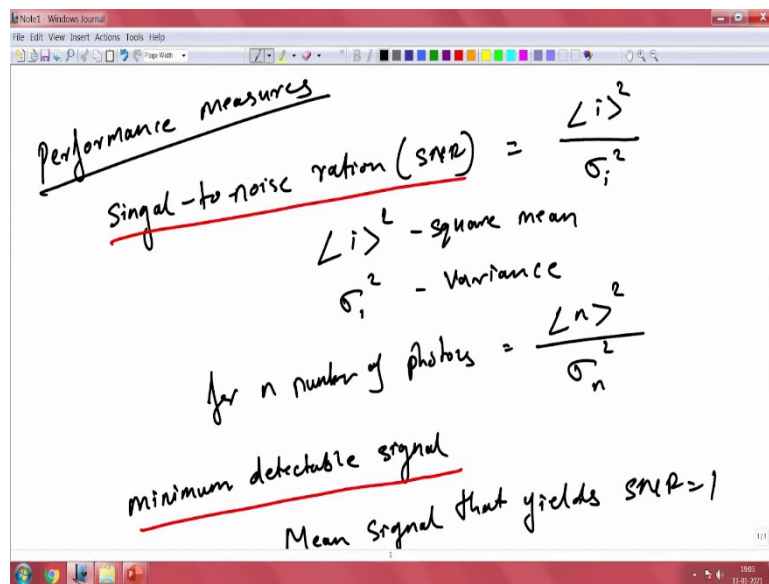 Note1 - Windows Journal
File Edit View Insert Actions Tools Help
Page Width
Performance measures
Singal-to-noise ration (SNR) = <i>² / σᵢ²
<i>² - square mean
σᵢ² - Variance
for n number of photons = <n>² / σₙ²
minimum detectable signal
Mean signal that yields SNR=1
1
1/1
19:03
11-01-2021